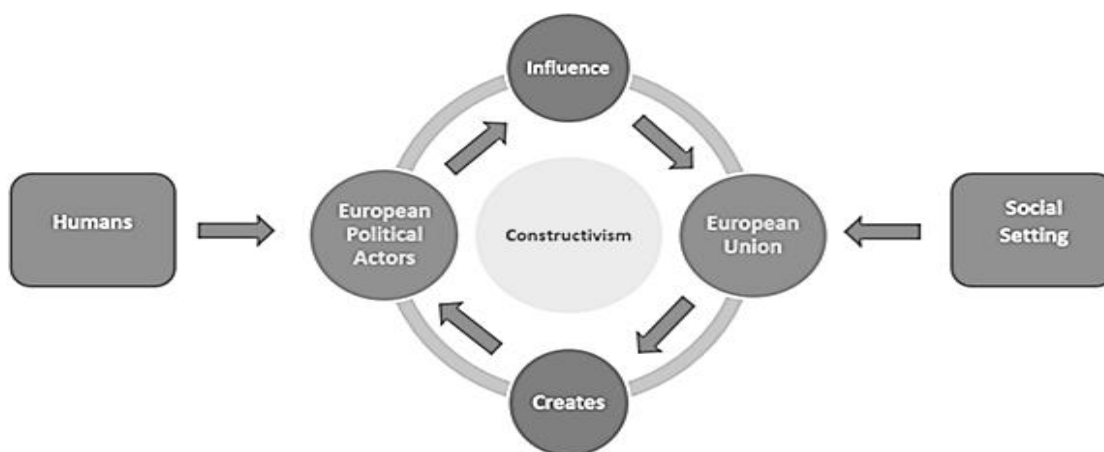 Influence
Humans
European
Political
Actors
Constructivism
European
Union
Social
Setting
Creates